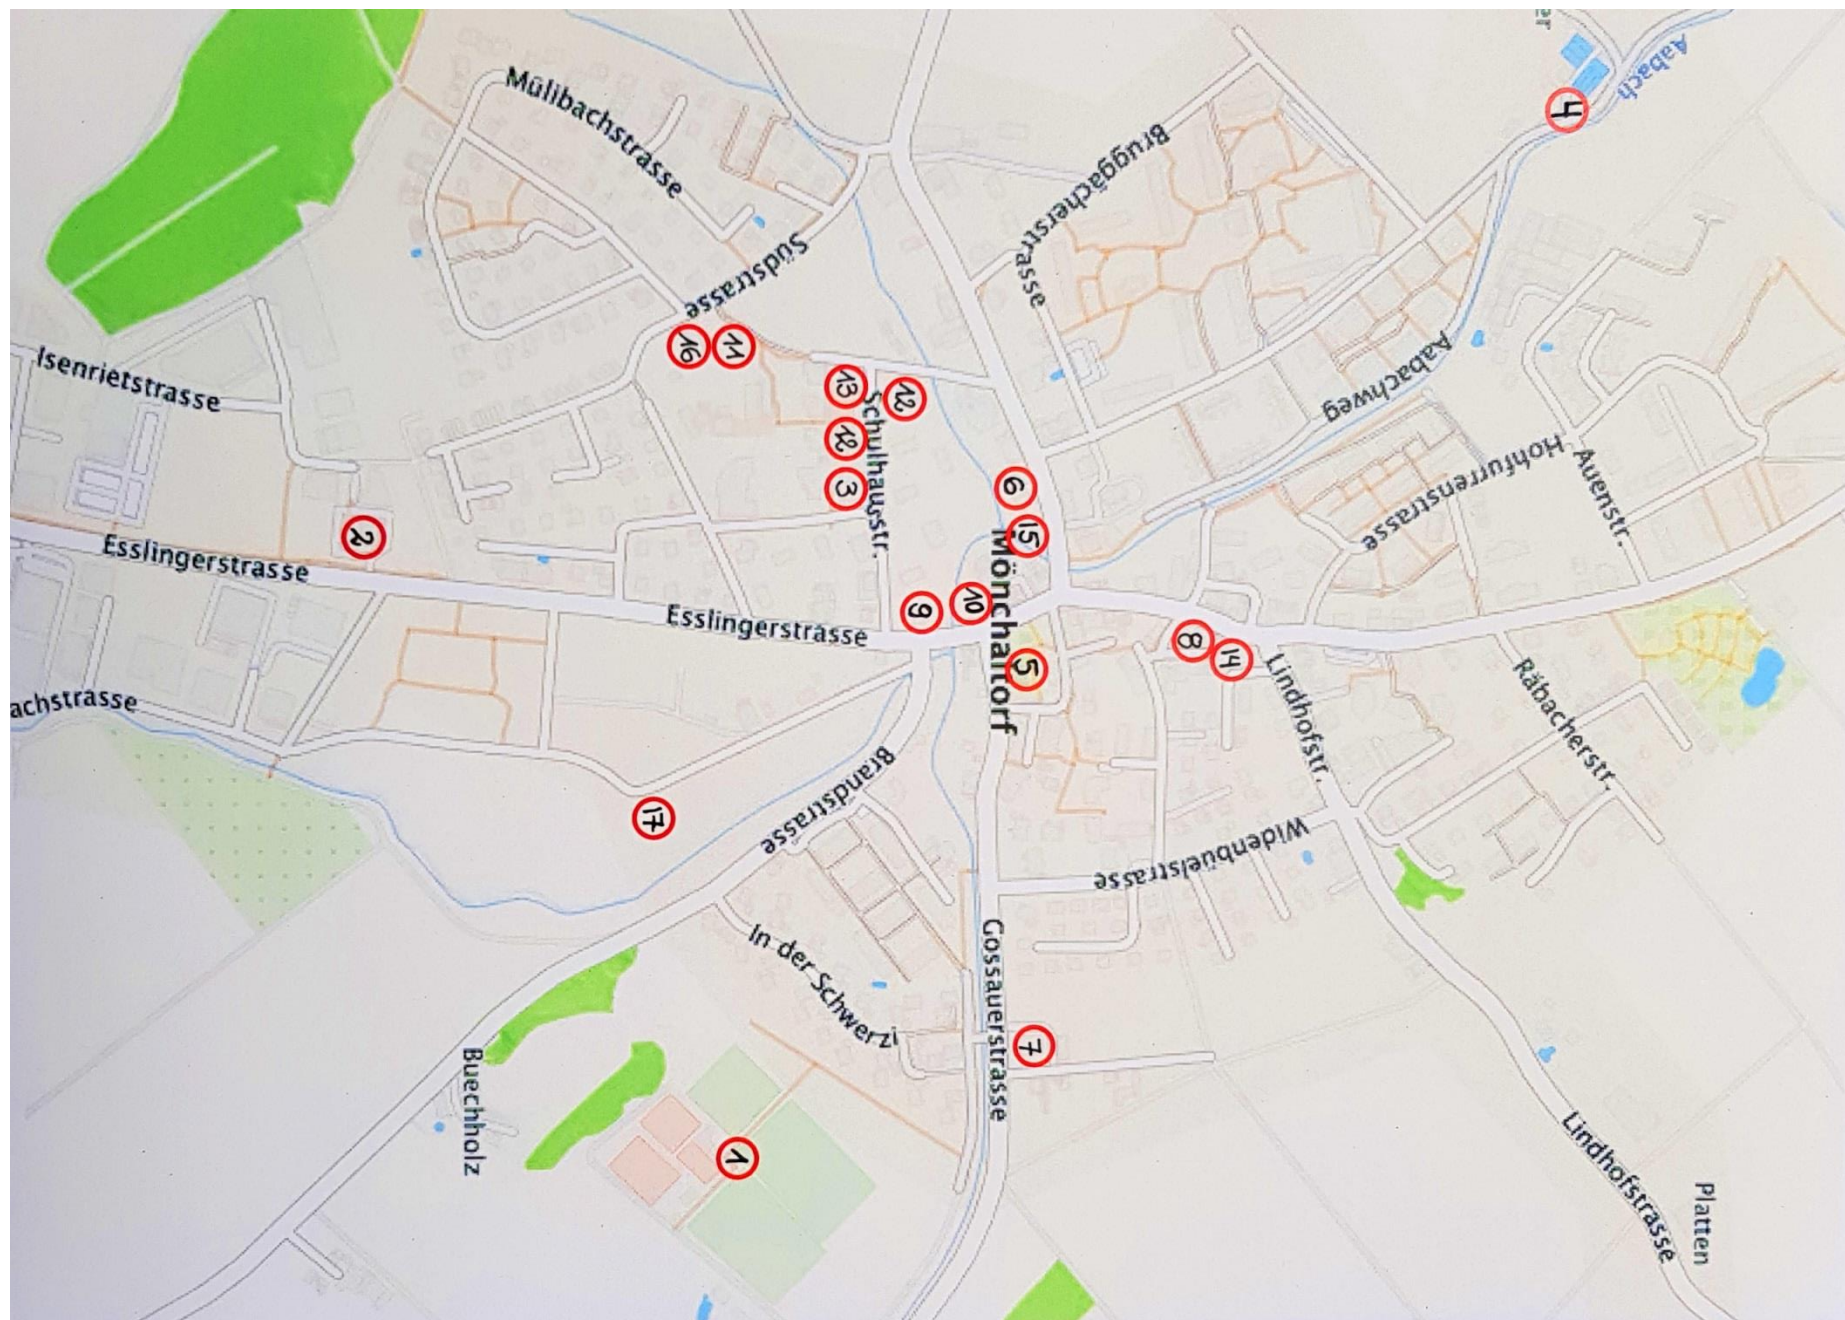 er
Aabach
4
Mülibachstrasse
Bruggächerstrasse
strasse
Südstrasse
16
11
Isenrietstrasse
13
12
Schulhausstr.
12
3
Aabachweg
Hohfurrenstrasse
Auenstr.
6
15
2
Esslingerstrasse
Esslingerstrasse
9
10
Mönchaltorf
5
8
14
Lindhofstr.
Räbacherstr.
achstrasse
17
Brandstrasse
Widenbüelstrasse
In der Schwerzi
Gossauerstrasse
7
Buechholz
1
Lindhofstrasse
Platten